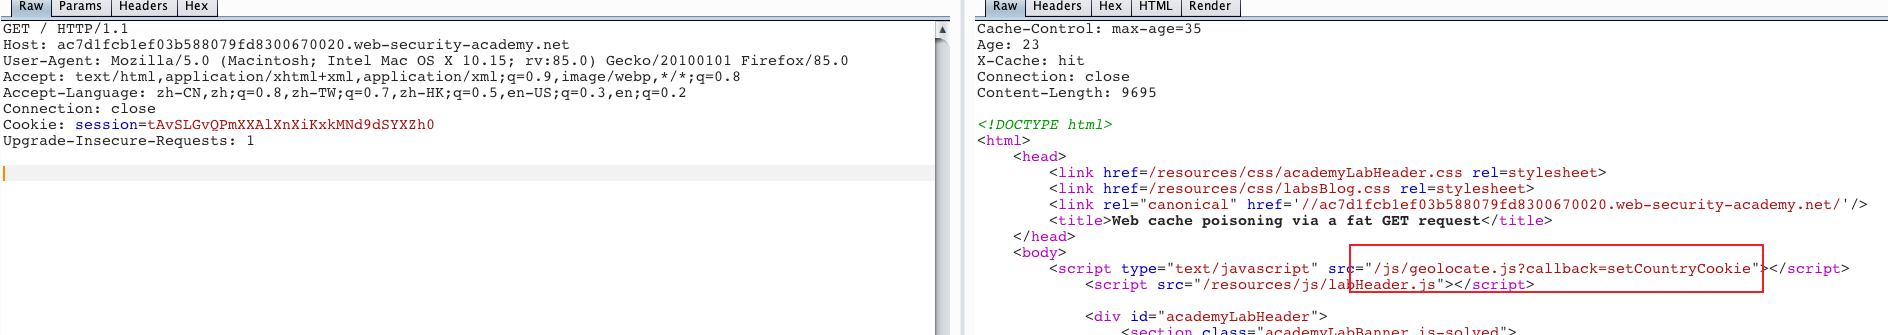 Raw Params Headers Hex
GET / HTTP/1.1
Host: ac7d1fcb1ef03b588079fd8300670020.web-security-academy.net
User-Agent: Mozilla/5.0 (Macintosh; Intel Mac OS X 10.15; rv:85.0) Gecko/20100101 Firefox/85.0
Accept: text/html,application/xhtml+xml,application/xml;q=0.9,image/webp,*/*;q=0.8
Accept-Language: zh-CN,zh;q=0.8,zh-TW;q=0.7,zh-HK;q=0.5,en-US;q=0.3,en;q=0.2
Connection: close
Cookie: session=tAvSLGvQPmXXAlXnXiKxkMNd9dSYXZh0
Upgrade-Insecure-Requests: 1
Raw Headers Hex HTML Render
Cache-Control: max-age=35
Age: 23
X-Cache: hit
Connection: close
Content-Length: 9695
<!DOCTYPE html>
<html>
<head>
<link href=/resources/css/academyLabHeader.css rel=stylesheet>
<link href=/resources/css/labsBlog.css rel=stylesheet>
<link rel="canonical" href='//ac7d1fcb1ef03b588079fd8300670020.web-security-academy.net/'/>
<title>Web cache poisoning via a fat GET request</title>
</head>
<body>
<script type="text/javascript" src="/js/geolocate.js?callback=setCountryCookie"></script>
<script src="/resources/js/labHeader.js"></script>
<div id="academyLabHeader">
<section class="academyLabBanner is-solved">